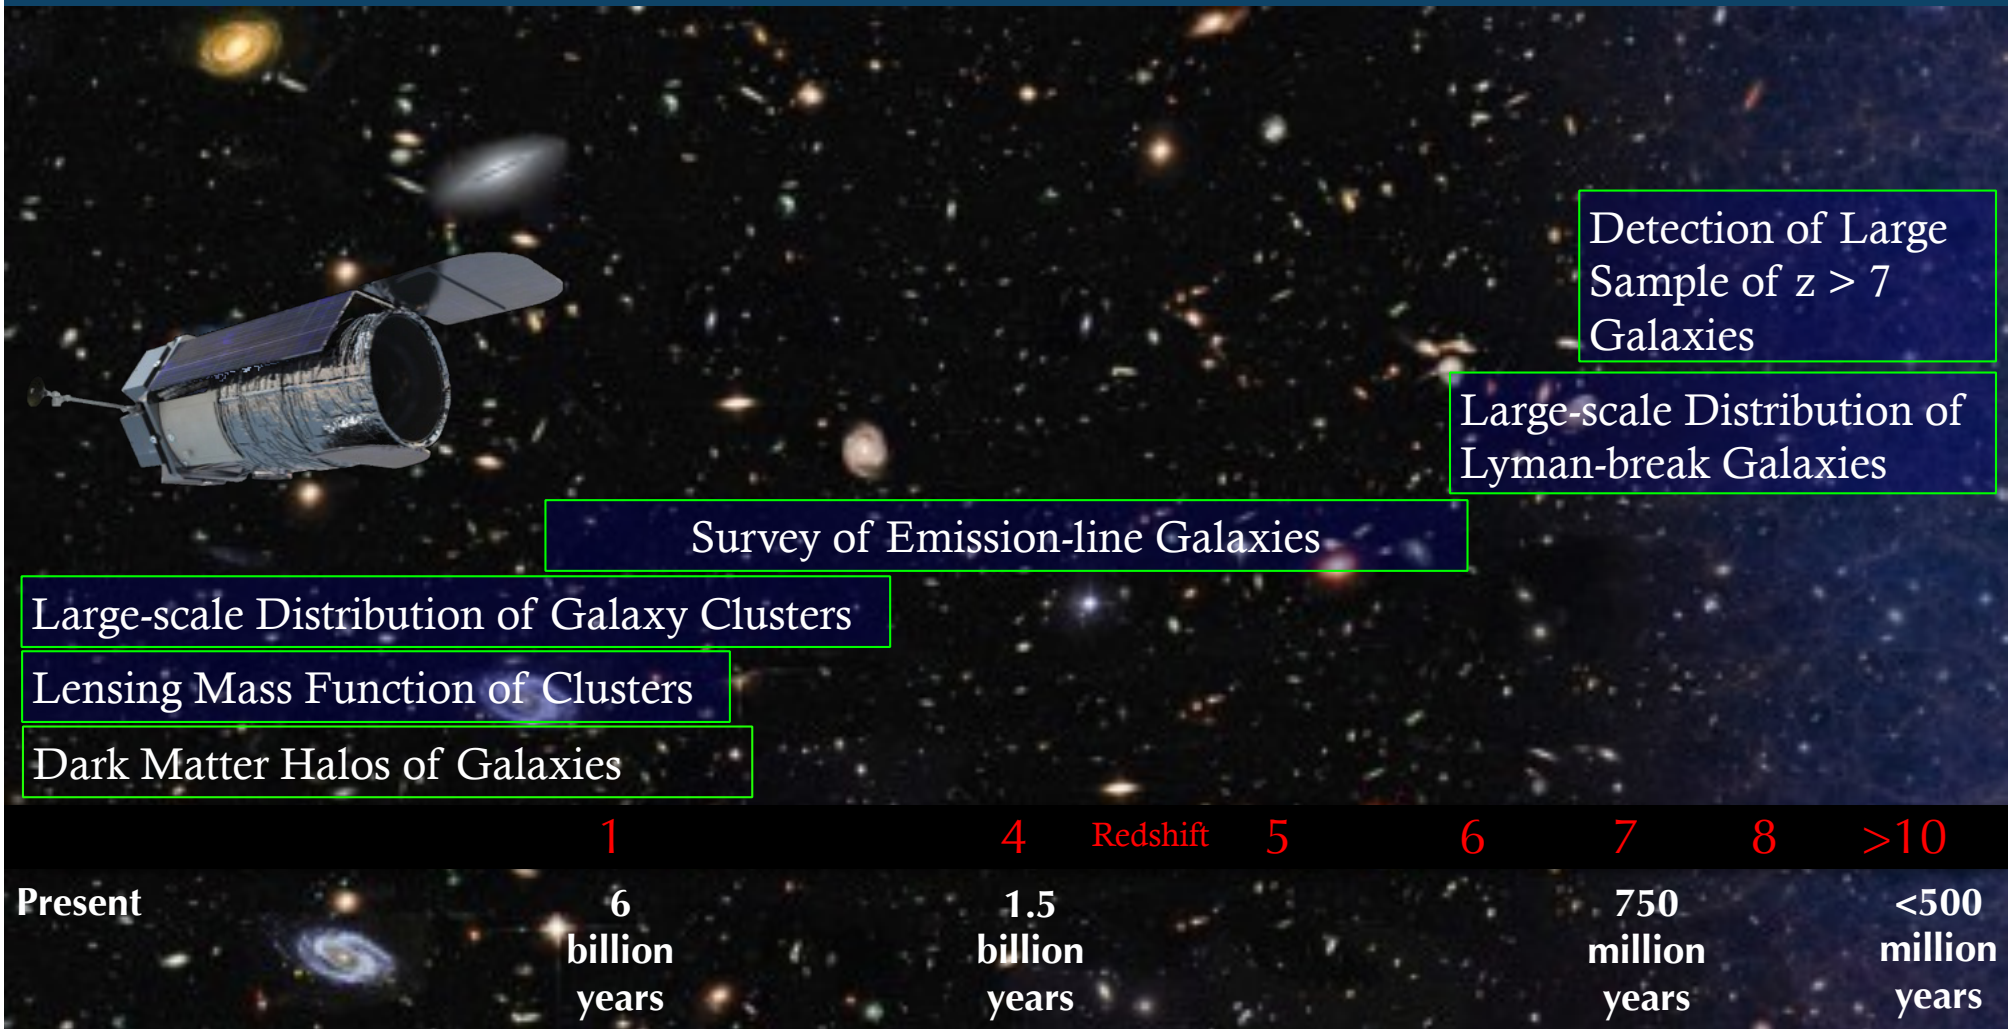 Detection of Large
Sample of z > 7
Galaxies
Large-scale Distribution of
Lyman-break Galaxies
Survey of Emission-line Galaxies
Large-scale Distribution of Galaxy Clusters
Lensing Mass Function of Clusters
Dark Matter Halos of Galaxies
1 4 Redshift 5 6 7 8 >10
Present 6 1.5 750 <500
billion billion million million
years years years years